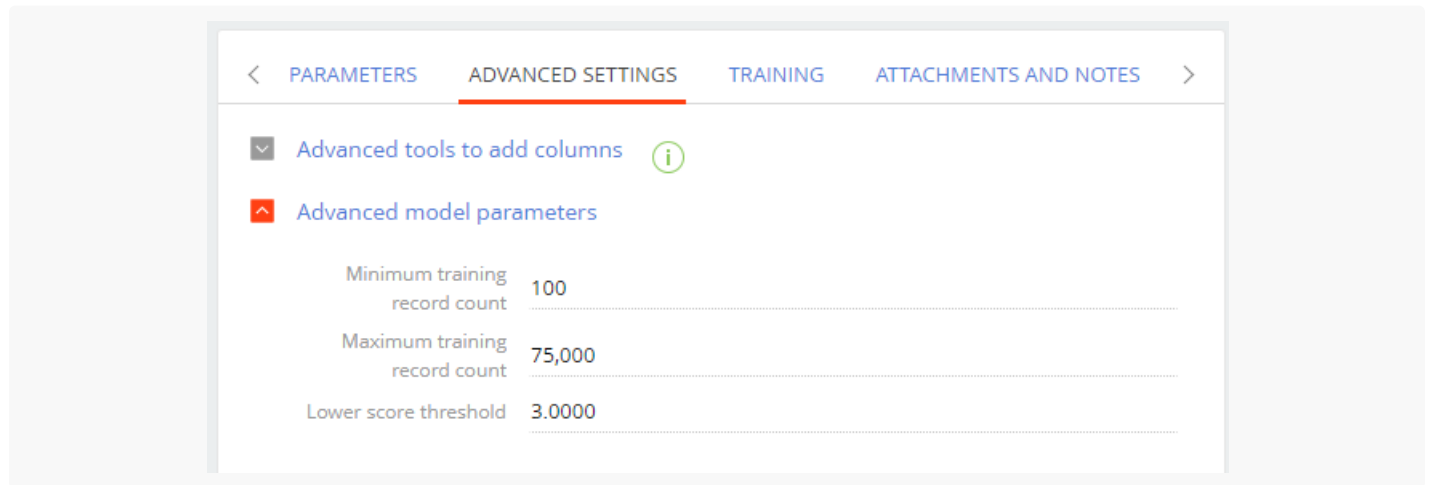 PARAMETERS ADVANCED SETTINGS TRAINING ATTACHMENTS AND NOTES
Advanced tools to add columns i
Advanced model parameters
Minimum training
record count 100
Maximum training
record count 75,000
Lower score threshold 3.0000